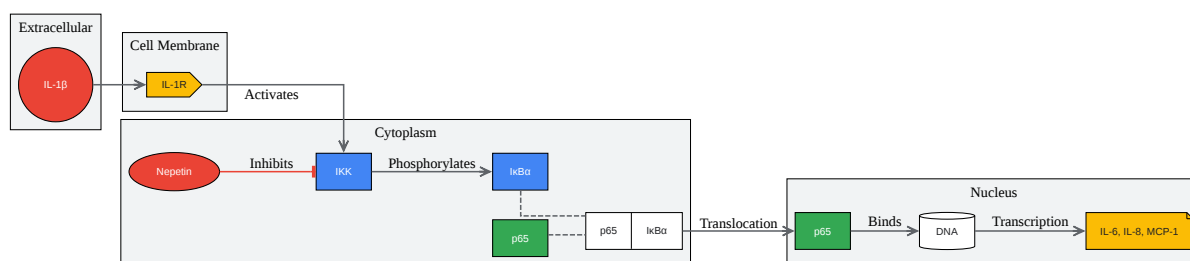 Extracellular
IL-1β
Cell Membrane
IL-1R
Activates
Cytoplasm
Nepetin
Inhibits
IKK
Phosphorylates
IκBα
p65
p65
IκBα
Translocation
Nucleus
p65
Binds
DNA
Transcription
IL-6, IL-8, MCP-1